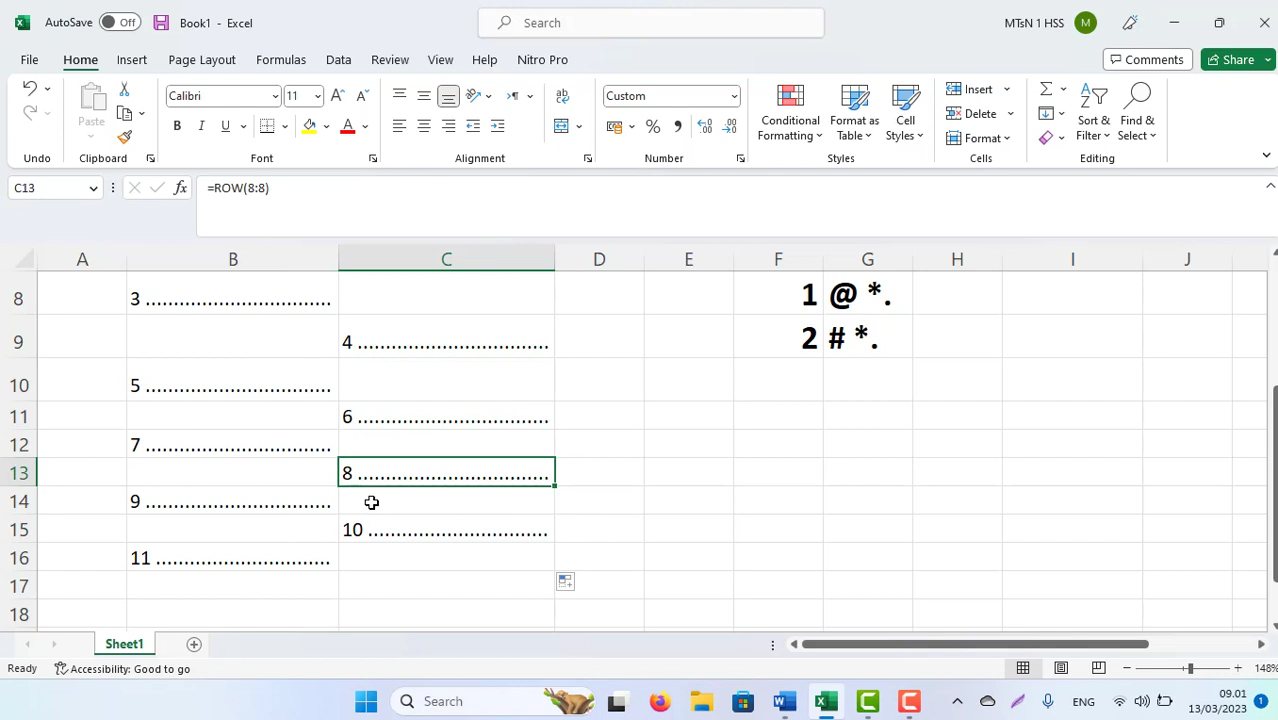 AutoSave Off Book1 - Excel Search MTsN 1 HSS M
File Home Insert Page Layout Formulas Data Review View Help Nitro Pro Comments Share
Calibri 11 Custom Insert
Paste B I U Conditional Formatting Format as Table Cell Styles Delete Sort & Filter Find & Select
Format
Undo Clipboard Font Alignment Number Styles Cells Editing
C13 fx =ROW(8:8)
A B C D E F G H I J
8 3 ................................. 1 @ *.
9 4 .................................. 2 # *.
10 5 .................................
11 6 ..................................
12 7 .................................
13 8 ..................................
14 9 .................................
15 10 ................................
16 11 ...............................
17
18
Sheet1
Ready Accessibility: Good to go 148%
Search ENG 09.01
13/03/2023 1